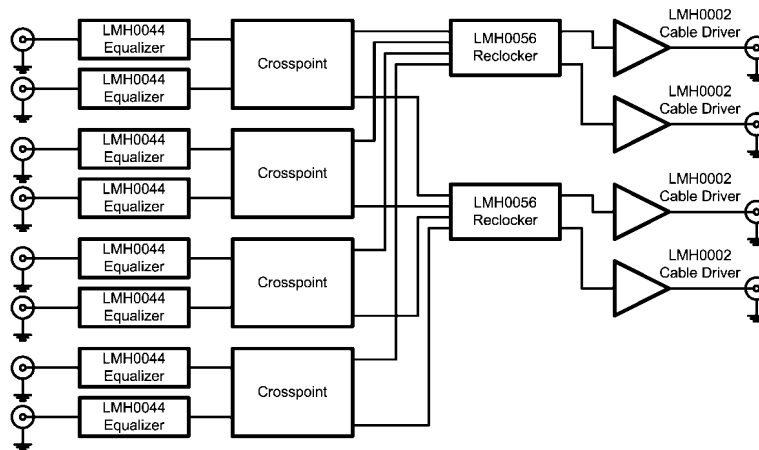 LMH0044
Equalizer
LMH0044
Equalizer
Crosspoint
LMH0056
Reclocker
LMH0002
Cable Driver
LMH0002
Cable Driver
LMH0044
Equalizer
LMH0044
Equalizer
Crosspoint
LMH0056
Reclocker
LMH0002
Cable Driver
LMH0002
Cable Driver
LMH0044
Equalizer
LMH0044
Equalizer
Crosspoint
LMH0044
Equalizer
LMH0044
Equalizer
Crosspoint